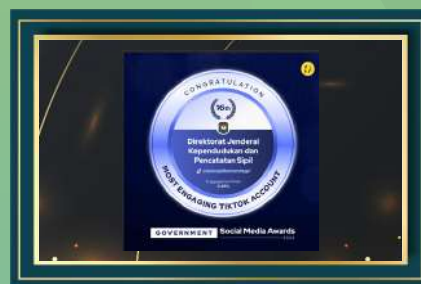 CONGRATULATION
16th
Direktorat Jenderal
Kependudukan dan
Pencatatan Sipil
MOST ENGAGING TIKTOK ACCOUNT
GOVERNMENT Social Media Awards